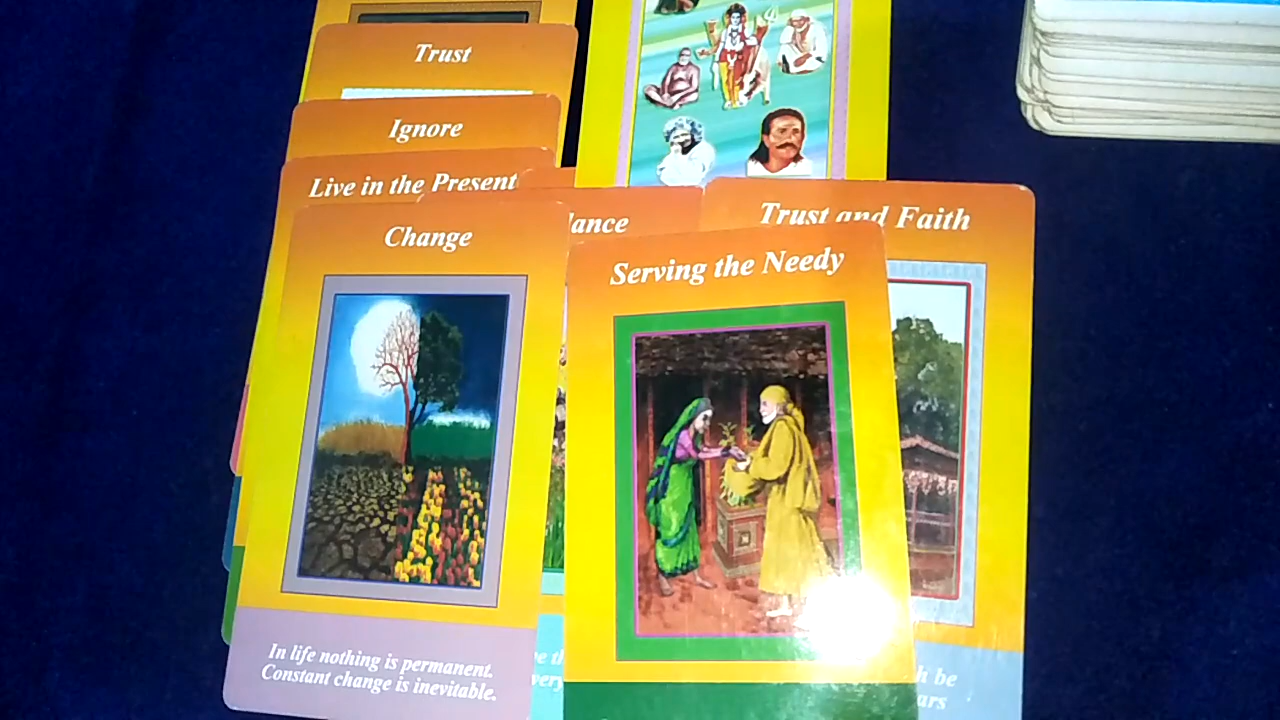 Trust
Ignore
Live in the Present
Change
Trust and Faith
Serving the Needy
In life nothing is permanent.
Constant change is inevitable.
be